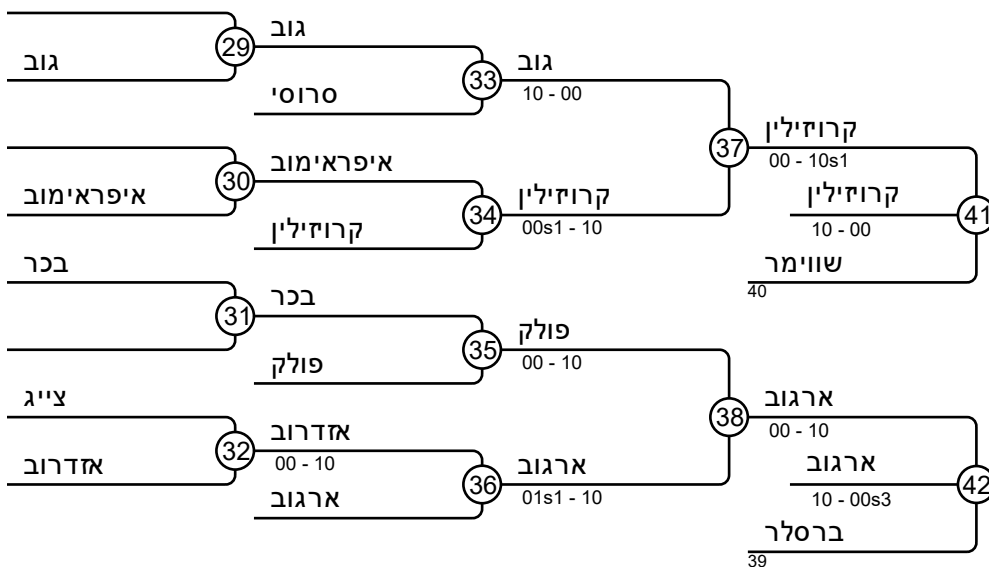 גוב
29
גוב
סרוסי
33
גוב
10 - 00
איפראימוב
30
איפראימוב
קרויזילין
34
קרויזילין
00s1 - 10
37
קרויזילין
00 - 10s1
קרויזילין
10 - 00
41
שווימר
40
בכר
31
בכר
פולק
35
פולק
00 - 10
צייג
אזדרוב
32
אזדרוב
00 - 10
ארגוב
36
ארגוב
01s1 - 10
38
ארגוב
00 - 10
ארגוב
10 - 00s3
42
ברסלר
39